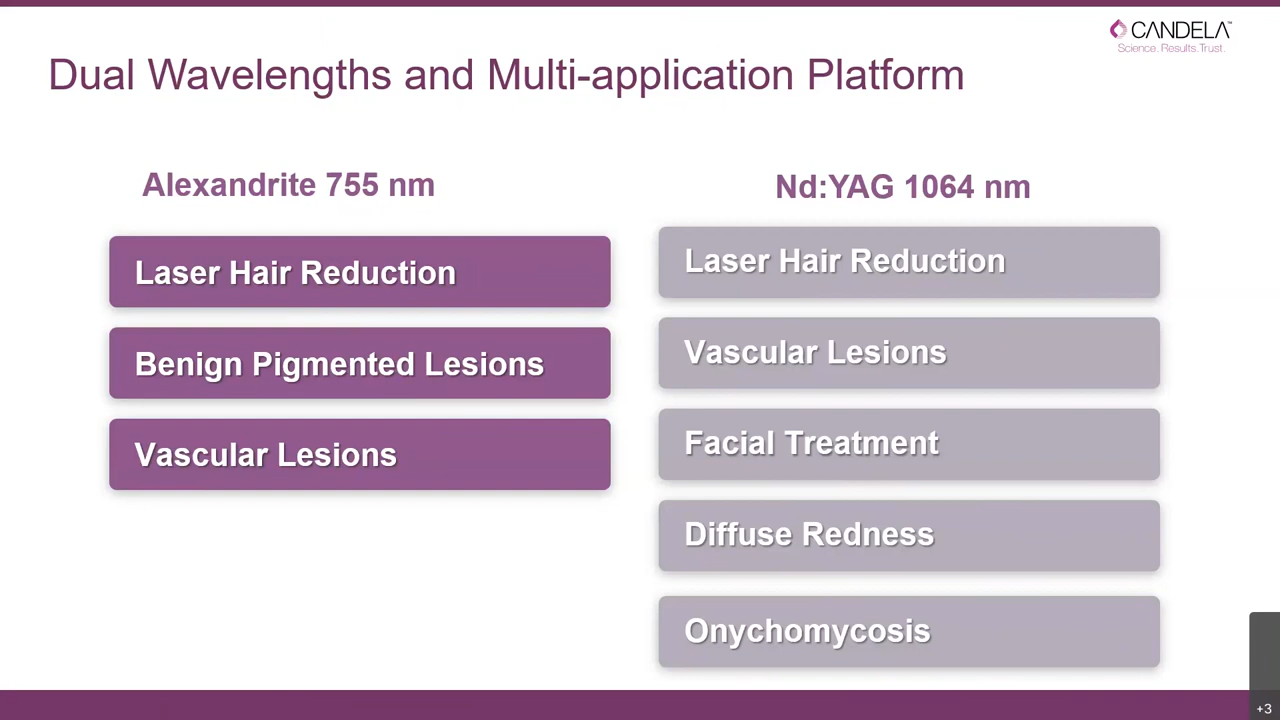 CANDELA™
Science. Results. Trust.
Dual Wavelengths and Multi-application Platform
Alexandrite 755 nm
Laser Hair Reduction
Benign Pigmented Lesions
Vascular Lesions
Nd:YAG 1064 nm
Laser Hair Reduction
Vascular Lesions
Facial Treatment
Diffuse Redness
Onychomycosis
+3